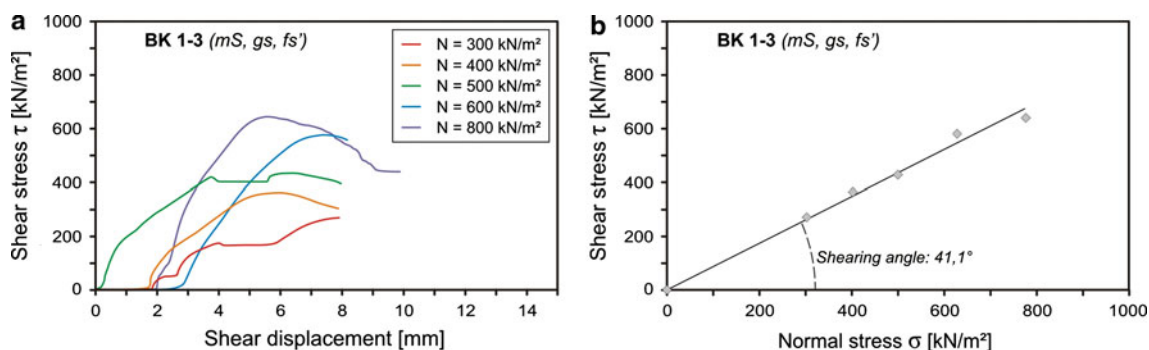 a
BK 1-3 (mS, gs, fs')
N = 300 kN/m²
N = 400 kN/m²
N = 500 kN/m²
N = 600 kN/m²
N = 800 kN/m²
Shear stress τ [kN/m²]
1000
800
600
400
200
0
0 2 4 6 8 10 12 14
Shear displacement [mm]
b
BK 1-3 (mS, gs, fs')
Shearing angle: 41,1°
Shear stress τ [kN/m²]
1000
800
600
400
200
0
0 200 400 600 800 1000
Normal stress σ [kN/m²]